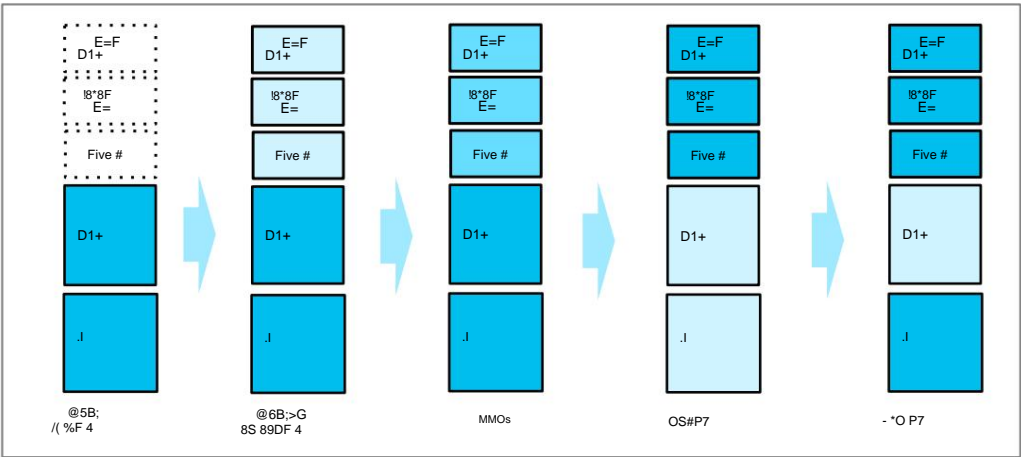 E=F
D1+
!8*8F
E=
Five #
D1+
.I
@5B;
/( %F 4
E=F
D1+
!8*8F
E=
Five #
D1+
.I
@6B;>G
8S 89DF 4
E=F
D1+
!8*8F
E=
Five #
D1+
.I
MMOs
E=F
D1+
!8*8F
E=
Five #
D1+
.I
OS#P7
E=F
D1+
!8*8F
E=
Five #
D1+
.I
- *O P7